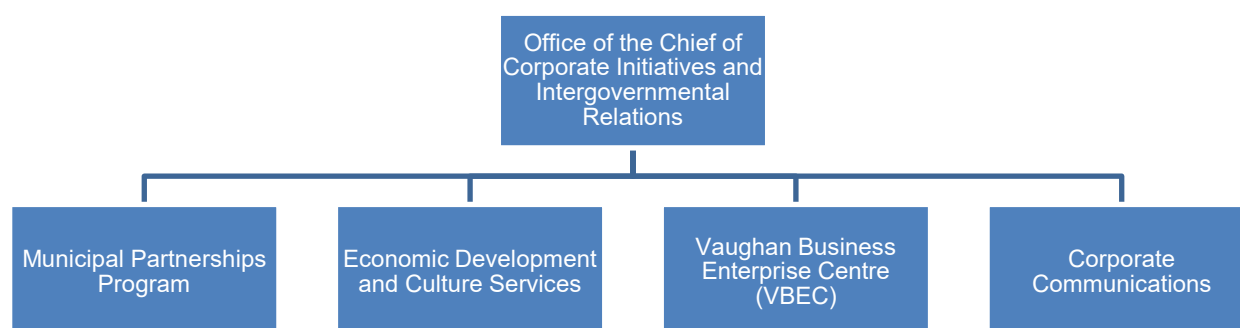 Office of the Chief of
Corporate Initiatives and
Intergovernmental
Relations
Municipal Partnerships
Program
Economic Development
and Culture Services
Vaughan Business
Enterprise Centre
(VBEC)
Corporate
Communications